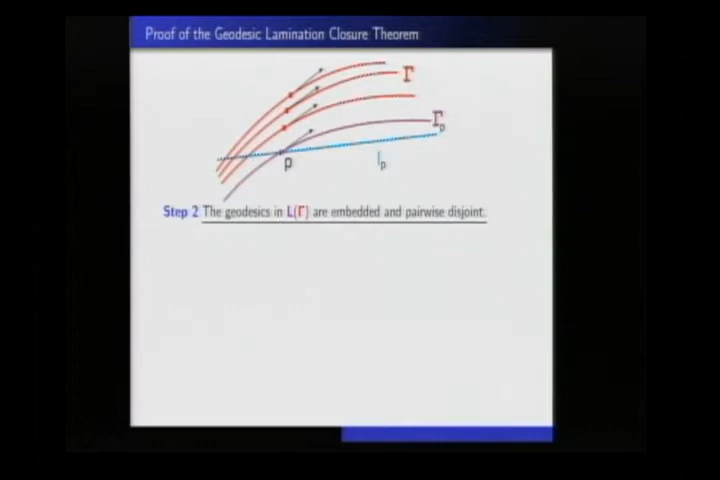 Proof of the Geodesic Lamination Closure Theorem
Γ
Γp
p
lp
Step 2 The geodesics in L(Γ) are embedded and pairwise disjoint.